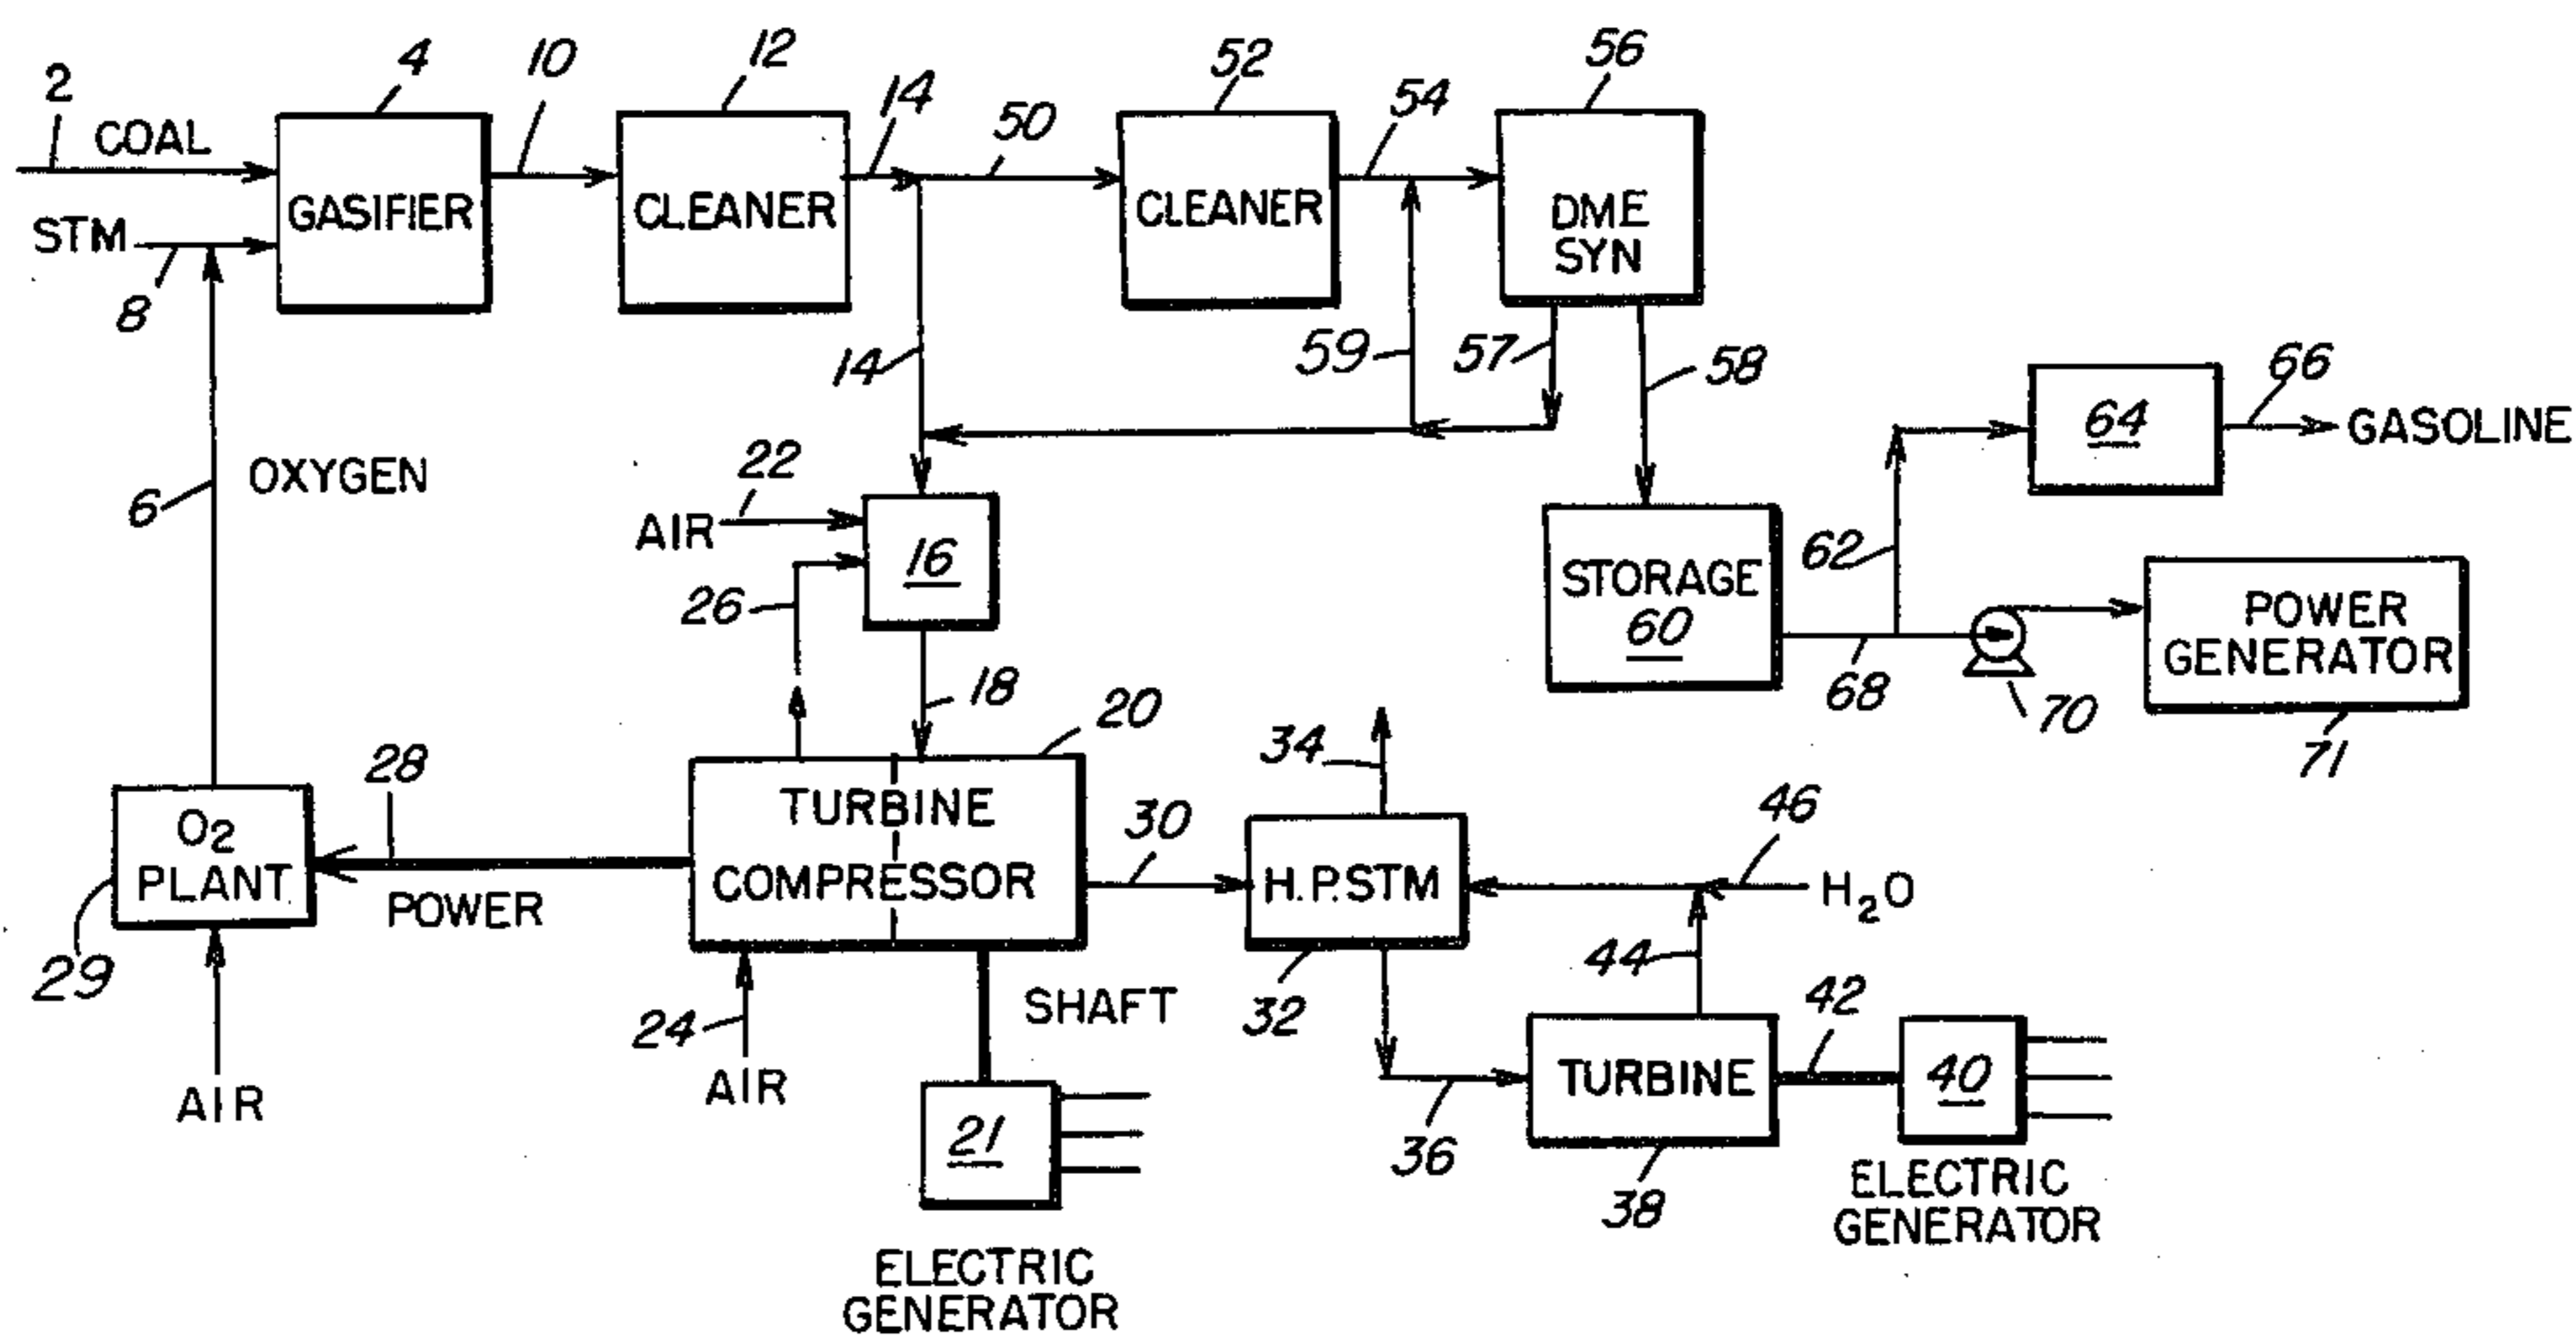 2
COAL
STM
8
4
GASIFIER
10
12
CLEANER
14
50
52
CLEANER
54
56
DME
SYN
14
59
57
58
6
OXYGEN
22
AIR
16
26
18
STORAGE
60
62
64
66
GASOLINE
68
70
POWER
GENERATOR
71
O2
PLANT
29
AIR
28
POWER
20
TURBINE
COMPRESSOR
24
AIR
SHAFT
21
ELECTRIC
GENERATOR
30
34
H.P.STM
32
46
H2O
44
36
TURBINE
38
42
40
ELECTRIC
GENERATOR